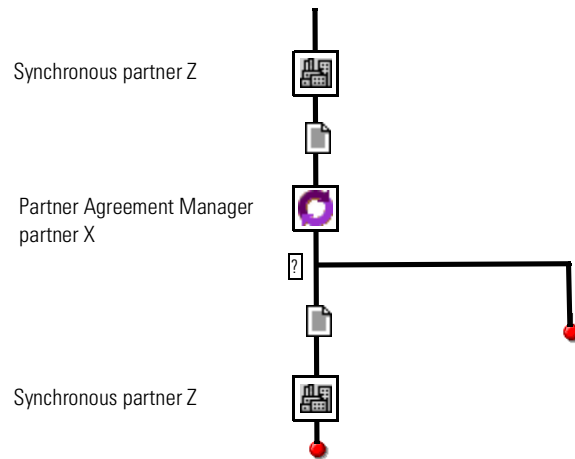 Synchronous partner Z
Partner Agreement Manager
partner X
?
Synchronous partner Z